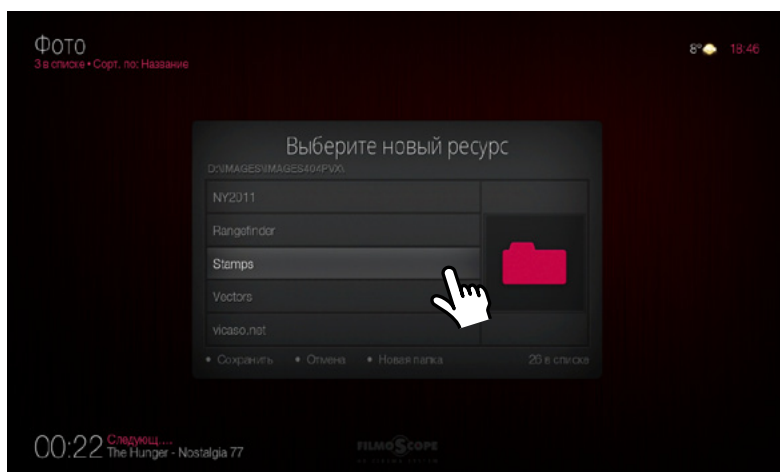 Фото
3 в списке • Сорт. по: Название
8° 18:46
Выберите новый ресурс
D:\IMAGES\IMAGES404PVX\
NY2011
Rangefinder
Stamps
Vectors
vicaso.net
• Сохранить • Отмена • Новая папка 26 в списке
00:22 Следующ....
The Hunger - Nostalgia 77
FILMOSCOPE